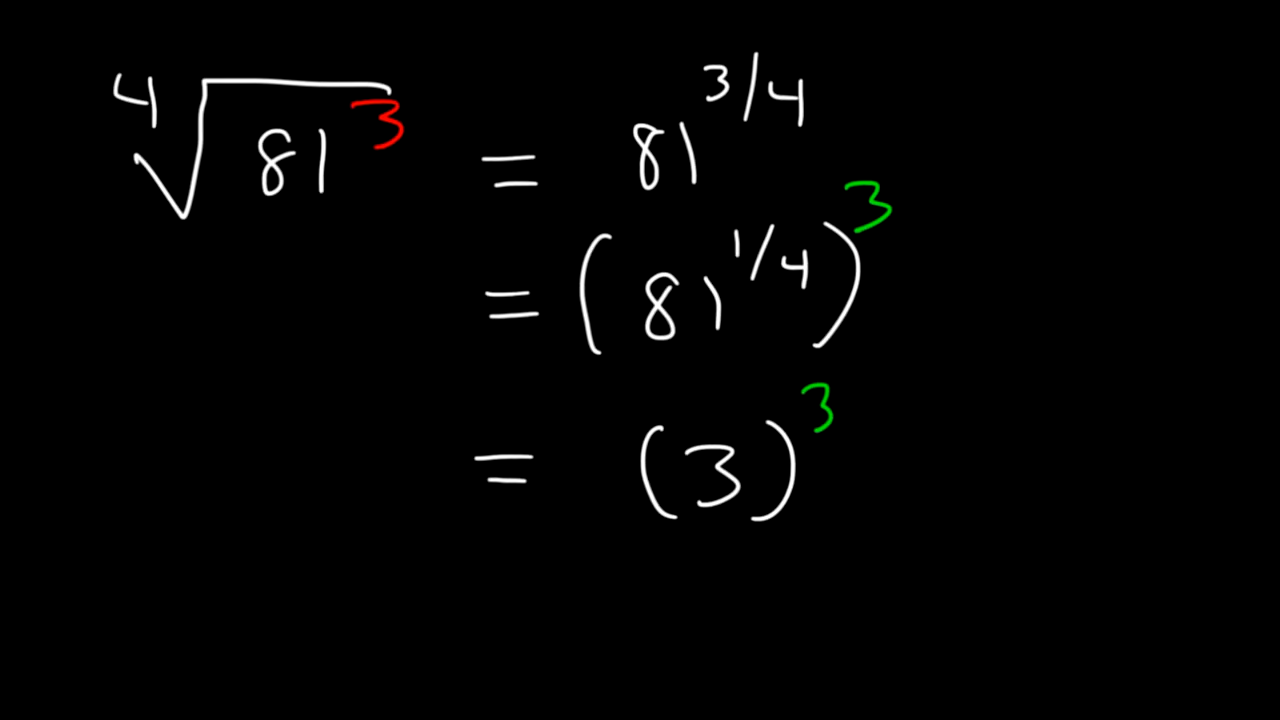 ⁴√81³ = 81^3/4
= (81^1/4)³
= (3)³